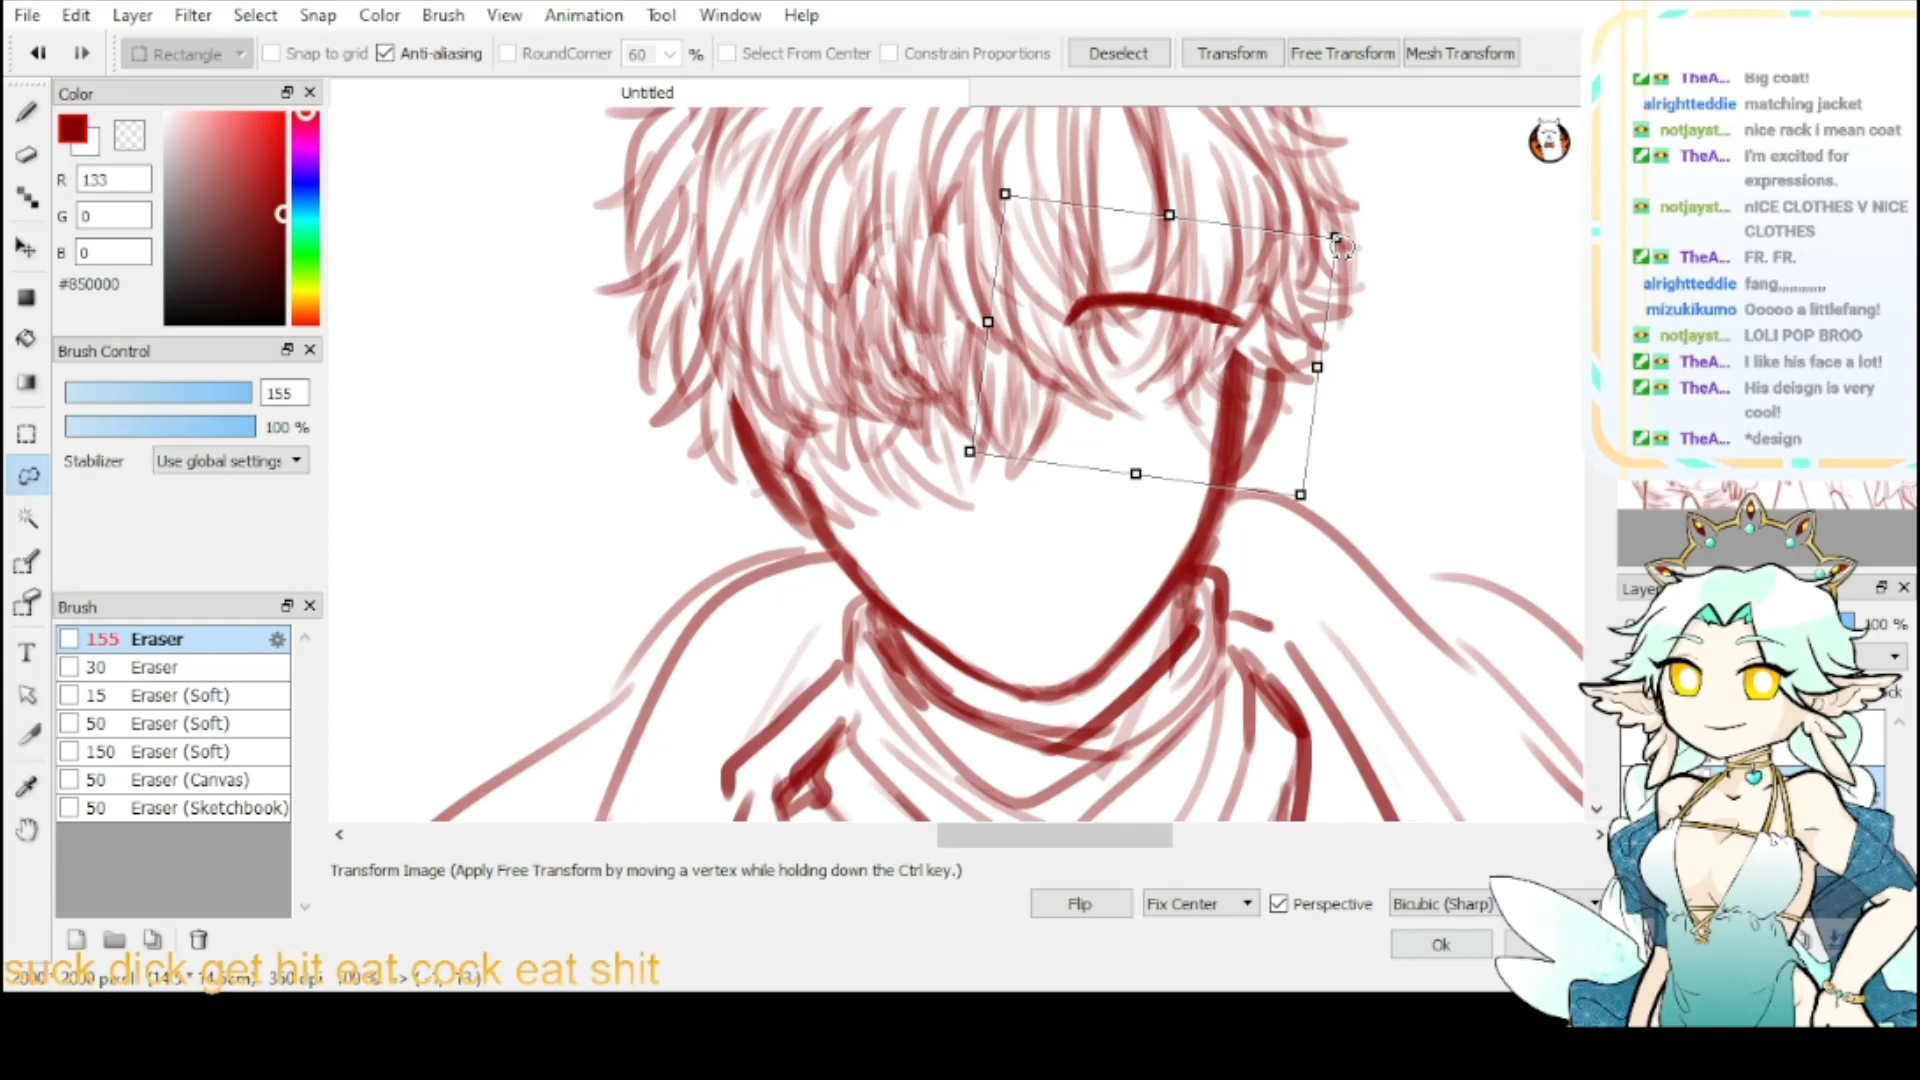 File Edit Layer Filter Select Snap Color Brush View Animation Tool Window Help
Rectangle Snap to grid Anti-aliasing RoundCorner 60 % Select From Center Constrain Proportions Deselect Transform Free Transform Mesh Transform
Untitled
Color
R 133
G 0
B 0
#850000
Brush Control
155
100 %
Stabilizer Use global settings
Brush
155 Eraser
30 Eraser
15 Eraser (Soft)
50 Eraser (Soft)
150 Eraser (Soft)
50 Eraser (Canvas)
50 Eraser (Sketchbook)
T
Transform Image (Apply Free Transform by moving a vertex while holding down the Ctrl key.)
Flip Fix Center Perspective Bicubic (Sharp)
Ok
suck dick get hit eat cock eat shit
TheA... Big coat!
alrightteddie matching jacket
notjayst... nice rack i mean coat
TheA... I'm excited for
expressions.
notjayst... nICE CLOTHES V NICE
CLOTHES
TheA... FR. FR.
alrightteddie fang,,,,,,,,,,,,
mizukikumo Ooooo a littlefang!
notjayst... LOLI POP BROO
TheA... I like his face a lot!
TheA... His deisgn is very
cool!
TheA... *design
100 %